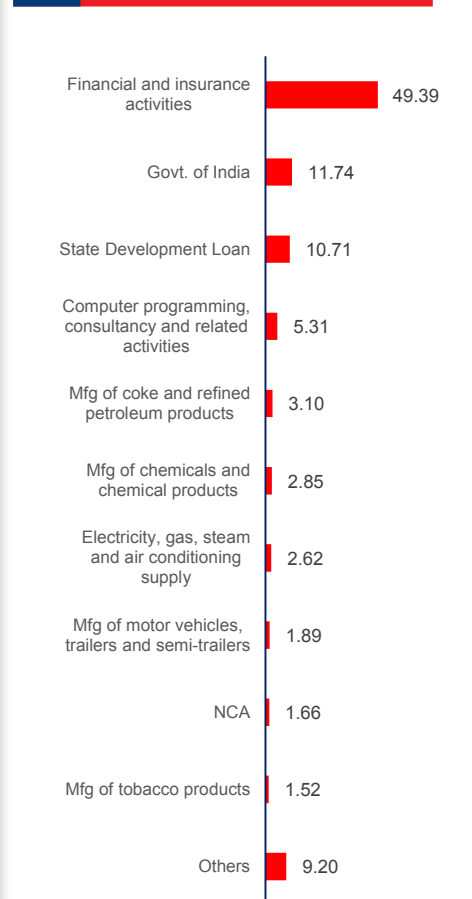 Financial and insurance
activities
49.39
Govt. of India
11.74
State Development Loan
10.71
Computer programming,
consultancy and related
activities
5.31
Mfg of coke and refined
petroleum products
3.10
Mfg of chemicals and
chemical products
2.85
Electricity, gas, steam
and air conditioning
supply
2.62
Mfg of motor vehicles,
trailers and semi-trailers
1.89
NCA
1.66
Mfg of tobacco products
1.52
Others
9.20